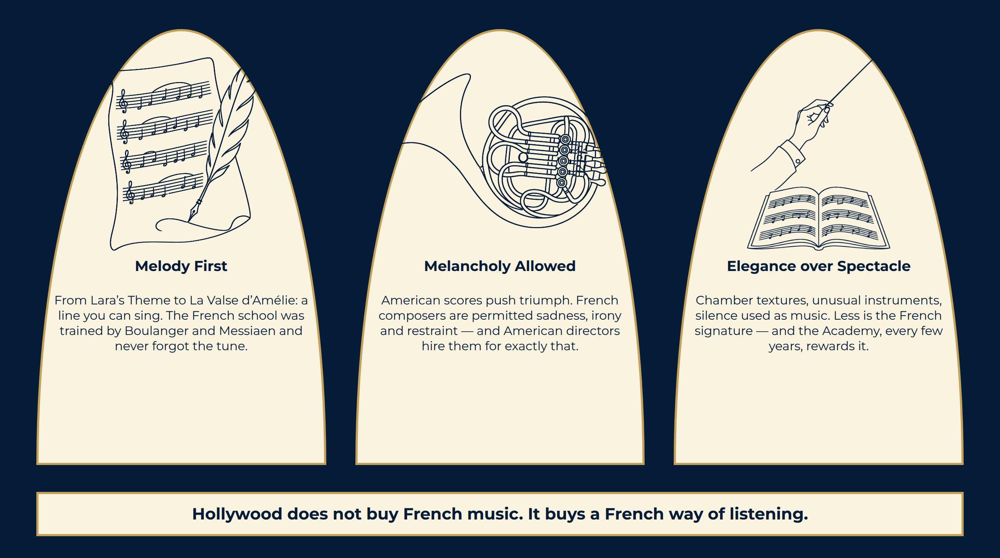 Melody First
From Lara’s Theme to La Valse d’Amélie: a
line you can sing. The French school was
trained by Boulanger and Messiaen and
never forgot the tune.
Melancholy Allowed
American scores push triumph. French
composers are permitted sadness, irony
and restraint — and American directors
hire them for exactly that.
Elegance over Spectacle
Chamber textures, unusual instruments,
silence used as music. Less is the French
signature — and the Academy, every few
years, rewards it.
Hollywood does not buy French music. It buys a French way of listening.